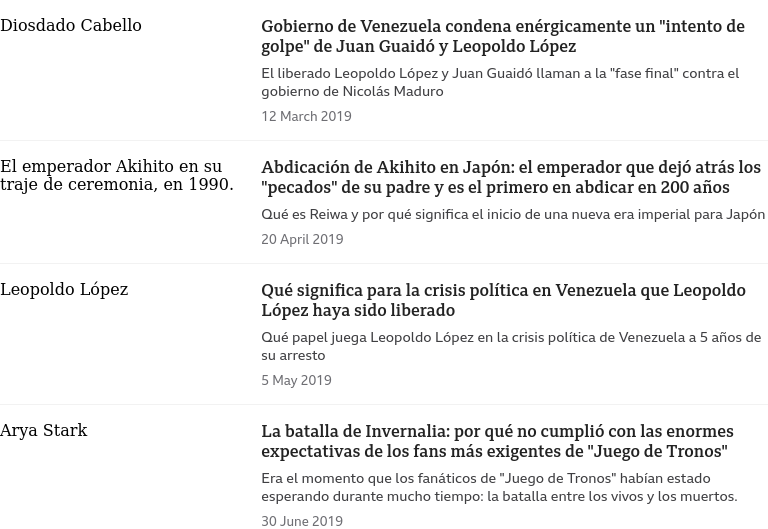 Diosdado Cabello
Gobierno de Venezuela condena enérgicamente un "intento de
golpe" de Juan Guaidó y Leopoldo López
El liberado Leopoldo López y Juan Guaidó llaman a la "fase final" contra el
gobierno de Nicolás Maduro
12 March 2019
El emperador Akihito en su
traje de ceremonia, en 1990.
Abdicación de Akihito en Japón: el emperador que dejó atrás los
"pecados" de su padre y es el primero en abdicar en 200 años
Qué es Reiwa y por qué significa el inicio de una nueva era imperial para Japón
20 April 2019
Leopoldo López
Qué significa para la crisis política en Venezuela que Leopoldo
López haya sido liberado
Qué papel juega Leopoldo López en la crisis política de Venezuela a 5 años de
su arresto
5 May 2019
Arya Stark
La batalla de Invernalia: por qué no cumplió con las enormes
expectativas de los fans más exigentes de "Juego de Tronos"
Era el momento que los fanáticos de "Juego de Tronos" habían estado
esperando durante mucho tiempo: la batalla entre los vivos y los muertos.
30 June 2019